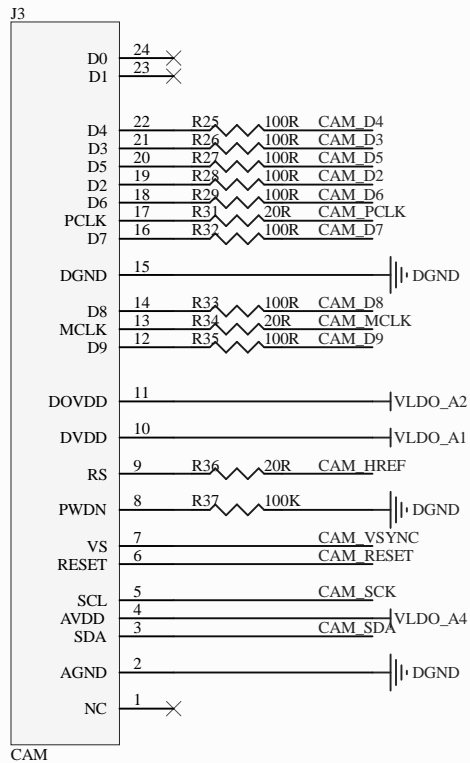 J3
D0 24
D1 23
D4 22 R25 100R CAM_D4
D3 21 R26 100R CAM_D3
D5 20 R27 100R CAM_D5
D2 19 R28 100R CAM_D2
D6 18 R29 100R CAM_D6
PCLK 17 R31 20R CAM_PCLK
D7 16 R32 100R CAM_D7
DGND 15 DGND
D8 14 R33 100R CAM_D8
MCLK 13 R34 20R CAM_MCLK
D9 12 R35 100R CAM_D9
DOVDD 11 VLDO_A2
DVDD 10 VLDO_A1
RS 9 R36 20R CAM_HREF
PWDN 8 R37 100K DGND
VS 7 CAM_VSYNC
RESET 6 CAM_RESET
SCL 5 CAM_SCK
AVDD 4 VLDO_A4
SDA 3 CAM_SDA
AGND 2 DGND
NC 1
CAM